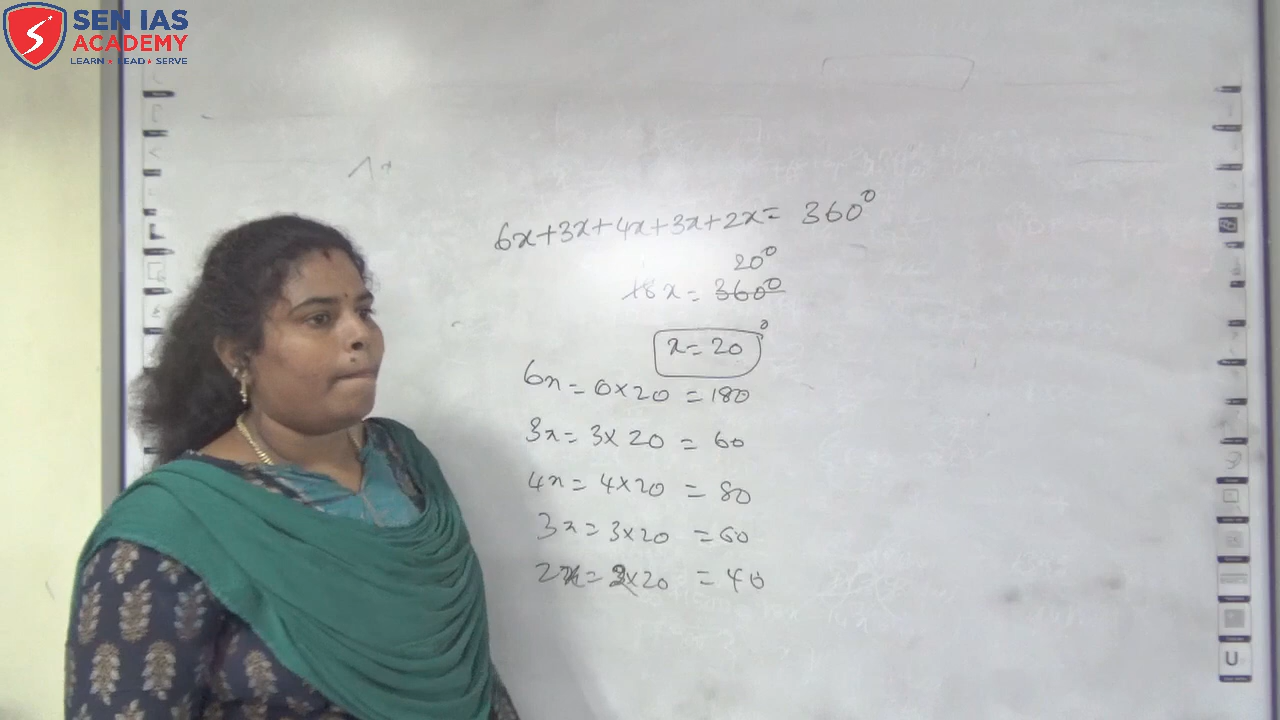 SEN IAS
ACADEMY
LEARN ★ LEAD ★ SERVE
6x+3x+4x+3x+2x= 360°
20°
18x = 360°
x=20°
6x = 6×20 = 180
3x = 3×20 = 60
4x = 4×20 = 80
3x = 3×20 = 60
2x = 2×20 = 40
U